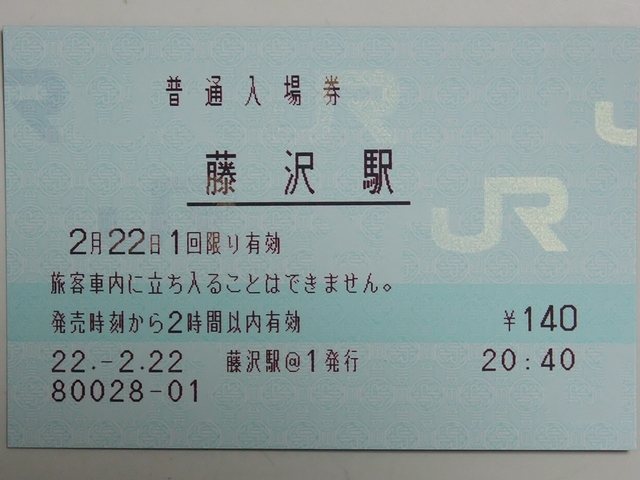 普通入場券
藤沢駅
JR
2月22日1回限り有効
旅客車内に立ち入ることはできません。
発売時刻から2時間以内有効 ¥140
22.-2.22 藤沢駅@1発行 20:40
80028-01